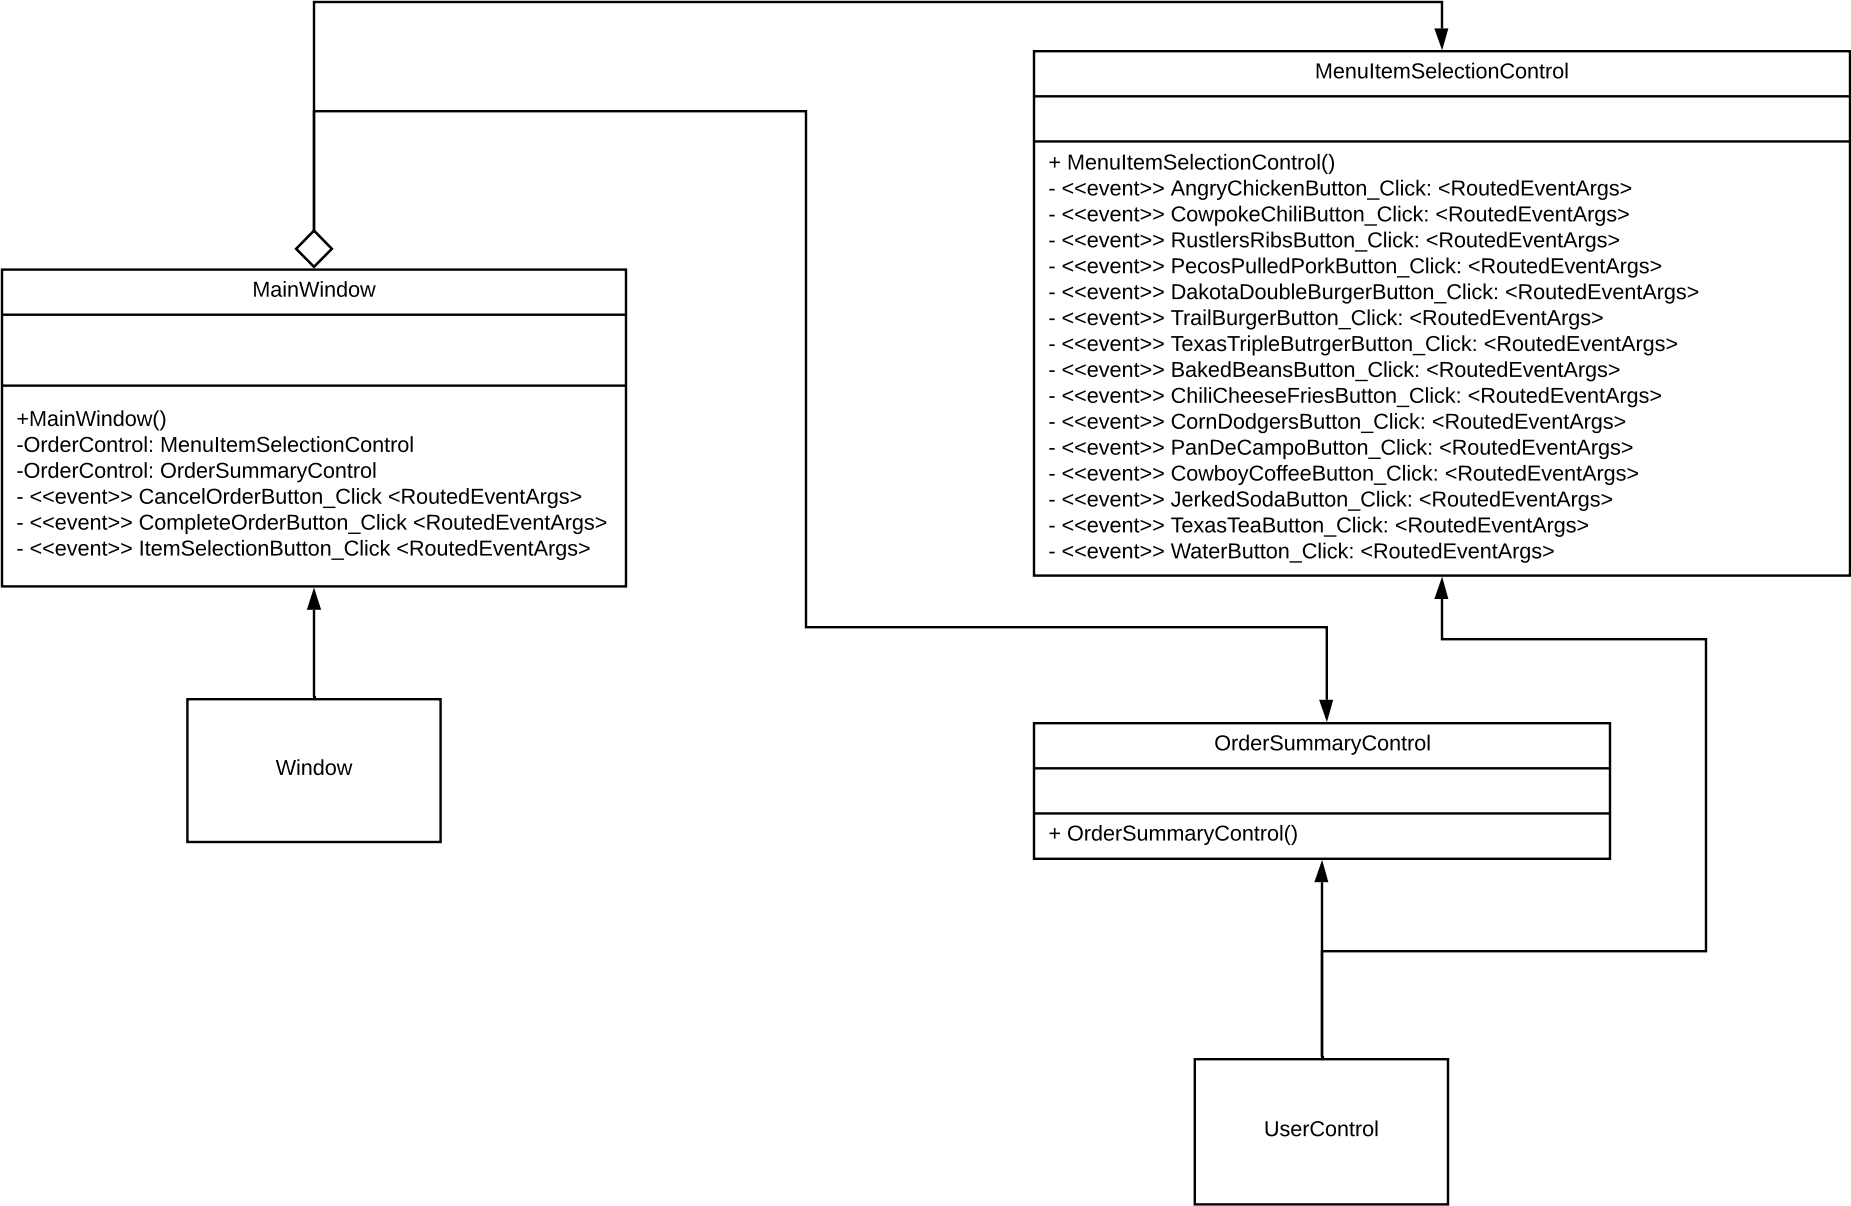 MenuItemSelectionControl
+ MenuItemSelectionControl()
- <<event>> AngryChickenButton_Click: <RoutedEventArgs>
- <<event>> CowpokeChiliButton_Click: <RoutedEventArgs>
- <<event>> RustlersRibsButton_Click: <RoutedEventArgs>
- <<event>> PecosPulledPorkButton_Click: <RoutedEventArgs>
- <<event>> DakotaDoubleBurgerButton_Click: <RoutedEventArgs>
- <<event>> TrailBurgerButton_Click: <RoutedEventArgs>
- <<event>> TexasTripleButrgerButton_Click: <RoutedEventArgs>
- <<event>> BakedBeansButton_Click: <RoutedEventArgs>
- <<event>> ChiliCheeseFriesButton_Click: <RoutedEventArgs>
- <<event>> CornDodgersButton_Click: <RoutedEventArgs>
- <<event>> PanDeCampoButton_Click: <RoutedEventArgs>
- <<event>> CowboyCoffeeButton_Click: <RoutedEventArgs>
- <<event>> JerkedSodaButton_Click: <RoutedEventArgs>
- <<event>> TexasTeaButton_Click: <RoutedEventArgs>
- <<event>> WaterButton_Click: <RoutedEventArgs>
MainWindow
+MainWindow()
-OrderControl: MenuItemSelectionControl
-OrderControl: OrderSummaryControl
- <<event>> CancelOrderButton_Click <RoutedEventArgs>
- <<event>> CompleteOrderButton_Click <RoutedEventArgs>
- <<event>> ItemSelectionButton_Click <RoutedEventArgs>
Window
OrderSummaryControl
+ OrderSummaryControl()
UserControl